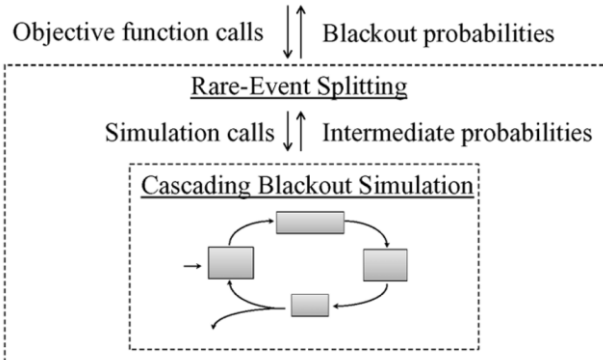 Objective function calls Blackout probabilities
Rare-Event Splitting
Simulation calls Intermediate probabilities
Cascading Blackout Simulation